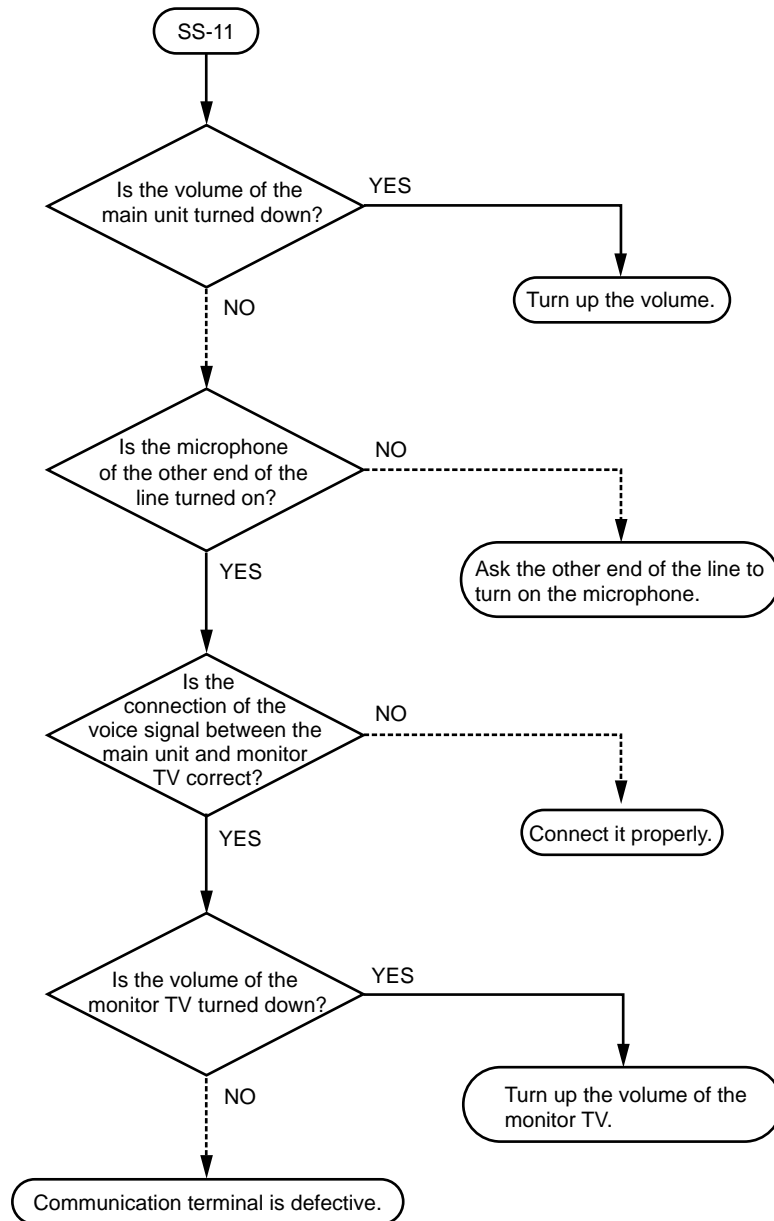 SS-11
Is the volume of the
main unit turned down?
YES
Turn up the volume.
NO
Is the microphone
of the other end of the
line turned on?
NO
Ask the other end of the line to
turn on the microphone.
YES
Is the
connection of the
voice signal between the
main unit and monitor
TV correct?
NO
Connect it properly.
YES
Is the volume of the
monitor TV turned down?
YES
Turn up the volume of the
monitor TV.
NO
Communication terminal is defective.